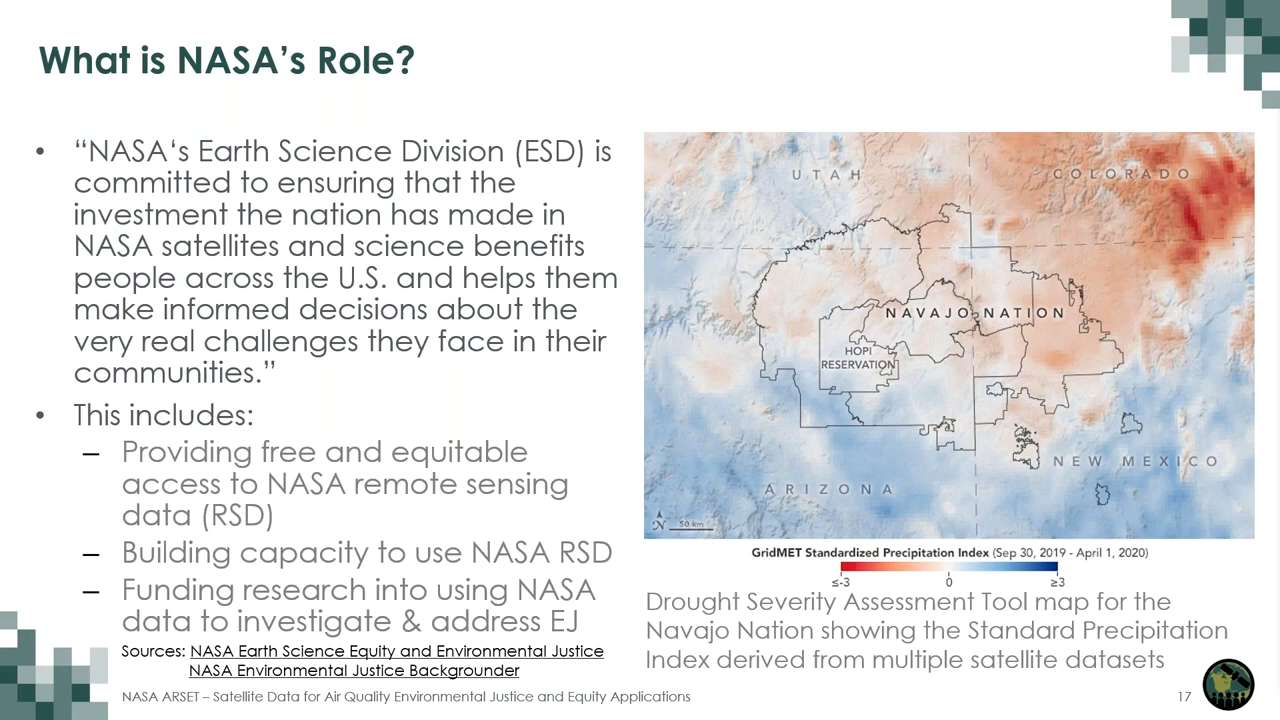 What is NASA’s Role?
• “NASA‘s Earth Science Division (ESD) is
committed to ensuring that the
investment the nation has made in
NASA satellites and science benefits
people across the U.S. and helps them
make informed decisions about the
very real challenges they face in their
communities.”
• This includes:
– Providing free and equitable
access to NASA remote sensing
data (RSD)
– Building capacity to use NASA RSD
– Funding research into using NASA
data to investigate & address EJ
Sources: NASA Earth Science Equity and Environmental Justice
NASA Environmental Justice Backgrounder
UTAH
COLORADO
NAVAJO NATION
HOPI
RESERVATION
NEW MEXICO
ARIZONA
N
50 km
GridMET Standardized Precipitation Index (Sep 30, 2019 - April 1, 2020)
≤-3 0 ≥3
Drought Severity Assessment Tool map for the
Navajo Nation showing the Standard Precipitation
Index derived from multiple satellite datasets
NASA ARSET – Satellite Data for Air Quality Environmental Justice and Equity Applications
17